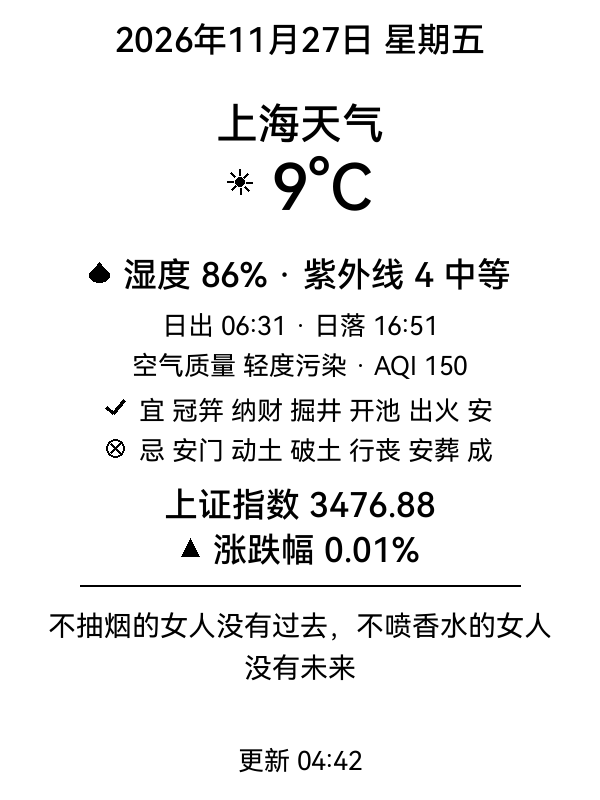 2026年11月27日 星期五
上海天气
9°C
湿度 86% · 紫外线 4 中等
日出 06:31 · 日落 16:51
空气质量 轻度污染 · AQI 150
宜 冠笄 纳财 掘井 开池 出火 安
忌 安门 动土 破土 行丧 安葬 成
上证指数 3476.88
▲ 涨跌幅 0.01%
不抽烟的女人没有过去，不喷香水的女人
没有未来
更新 04:42